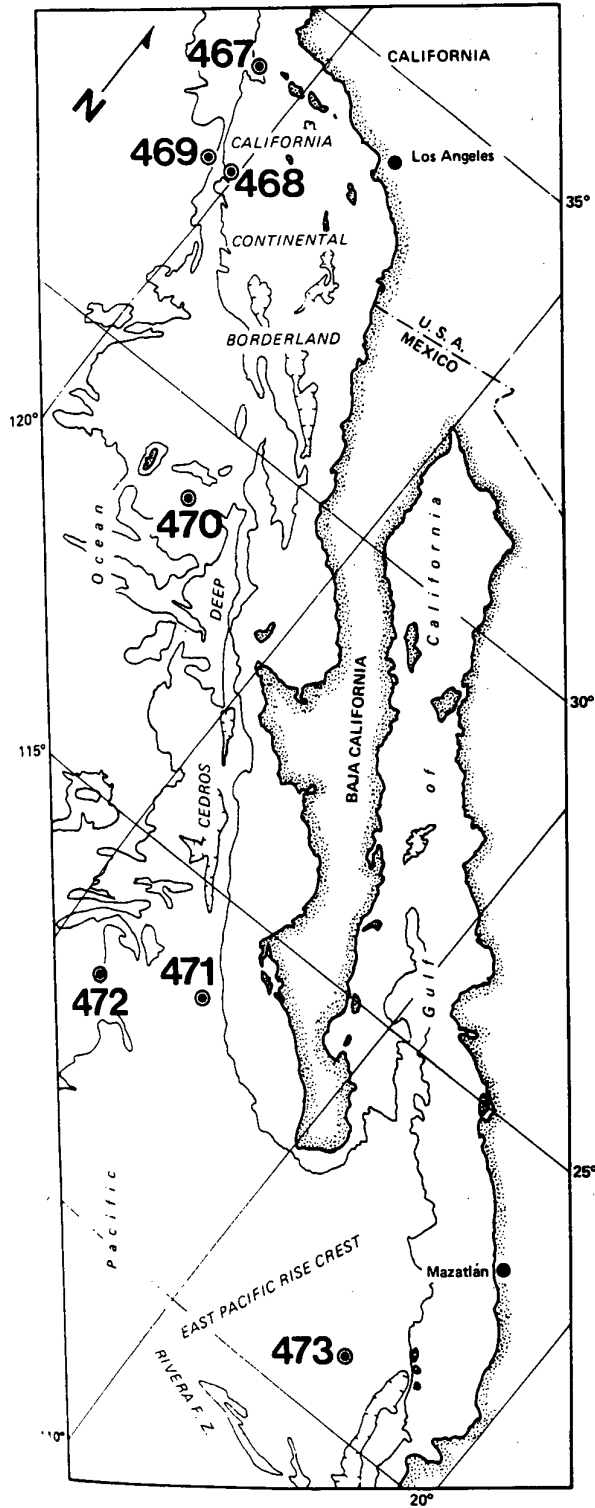 467
CALIFORNIA
N
469
CALIFORNIA
Los Angeles
468
35°
CONTINENTAL
BORDERLAND
U.S.A.
MEXICO
120°
470
Ocean
California
DEEP
BAJA CALIFORNIA
30°
115°
of
CEDROS
471
472
Gulf
25°
Pacific
EAST PACIFIC RISE CREST
Mazatlán
473
RIVERA F.Z.
20°